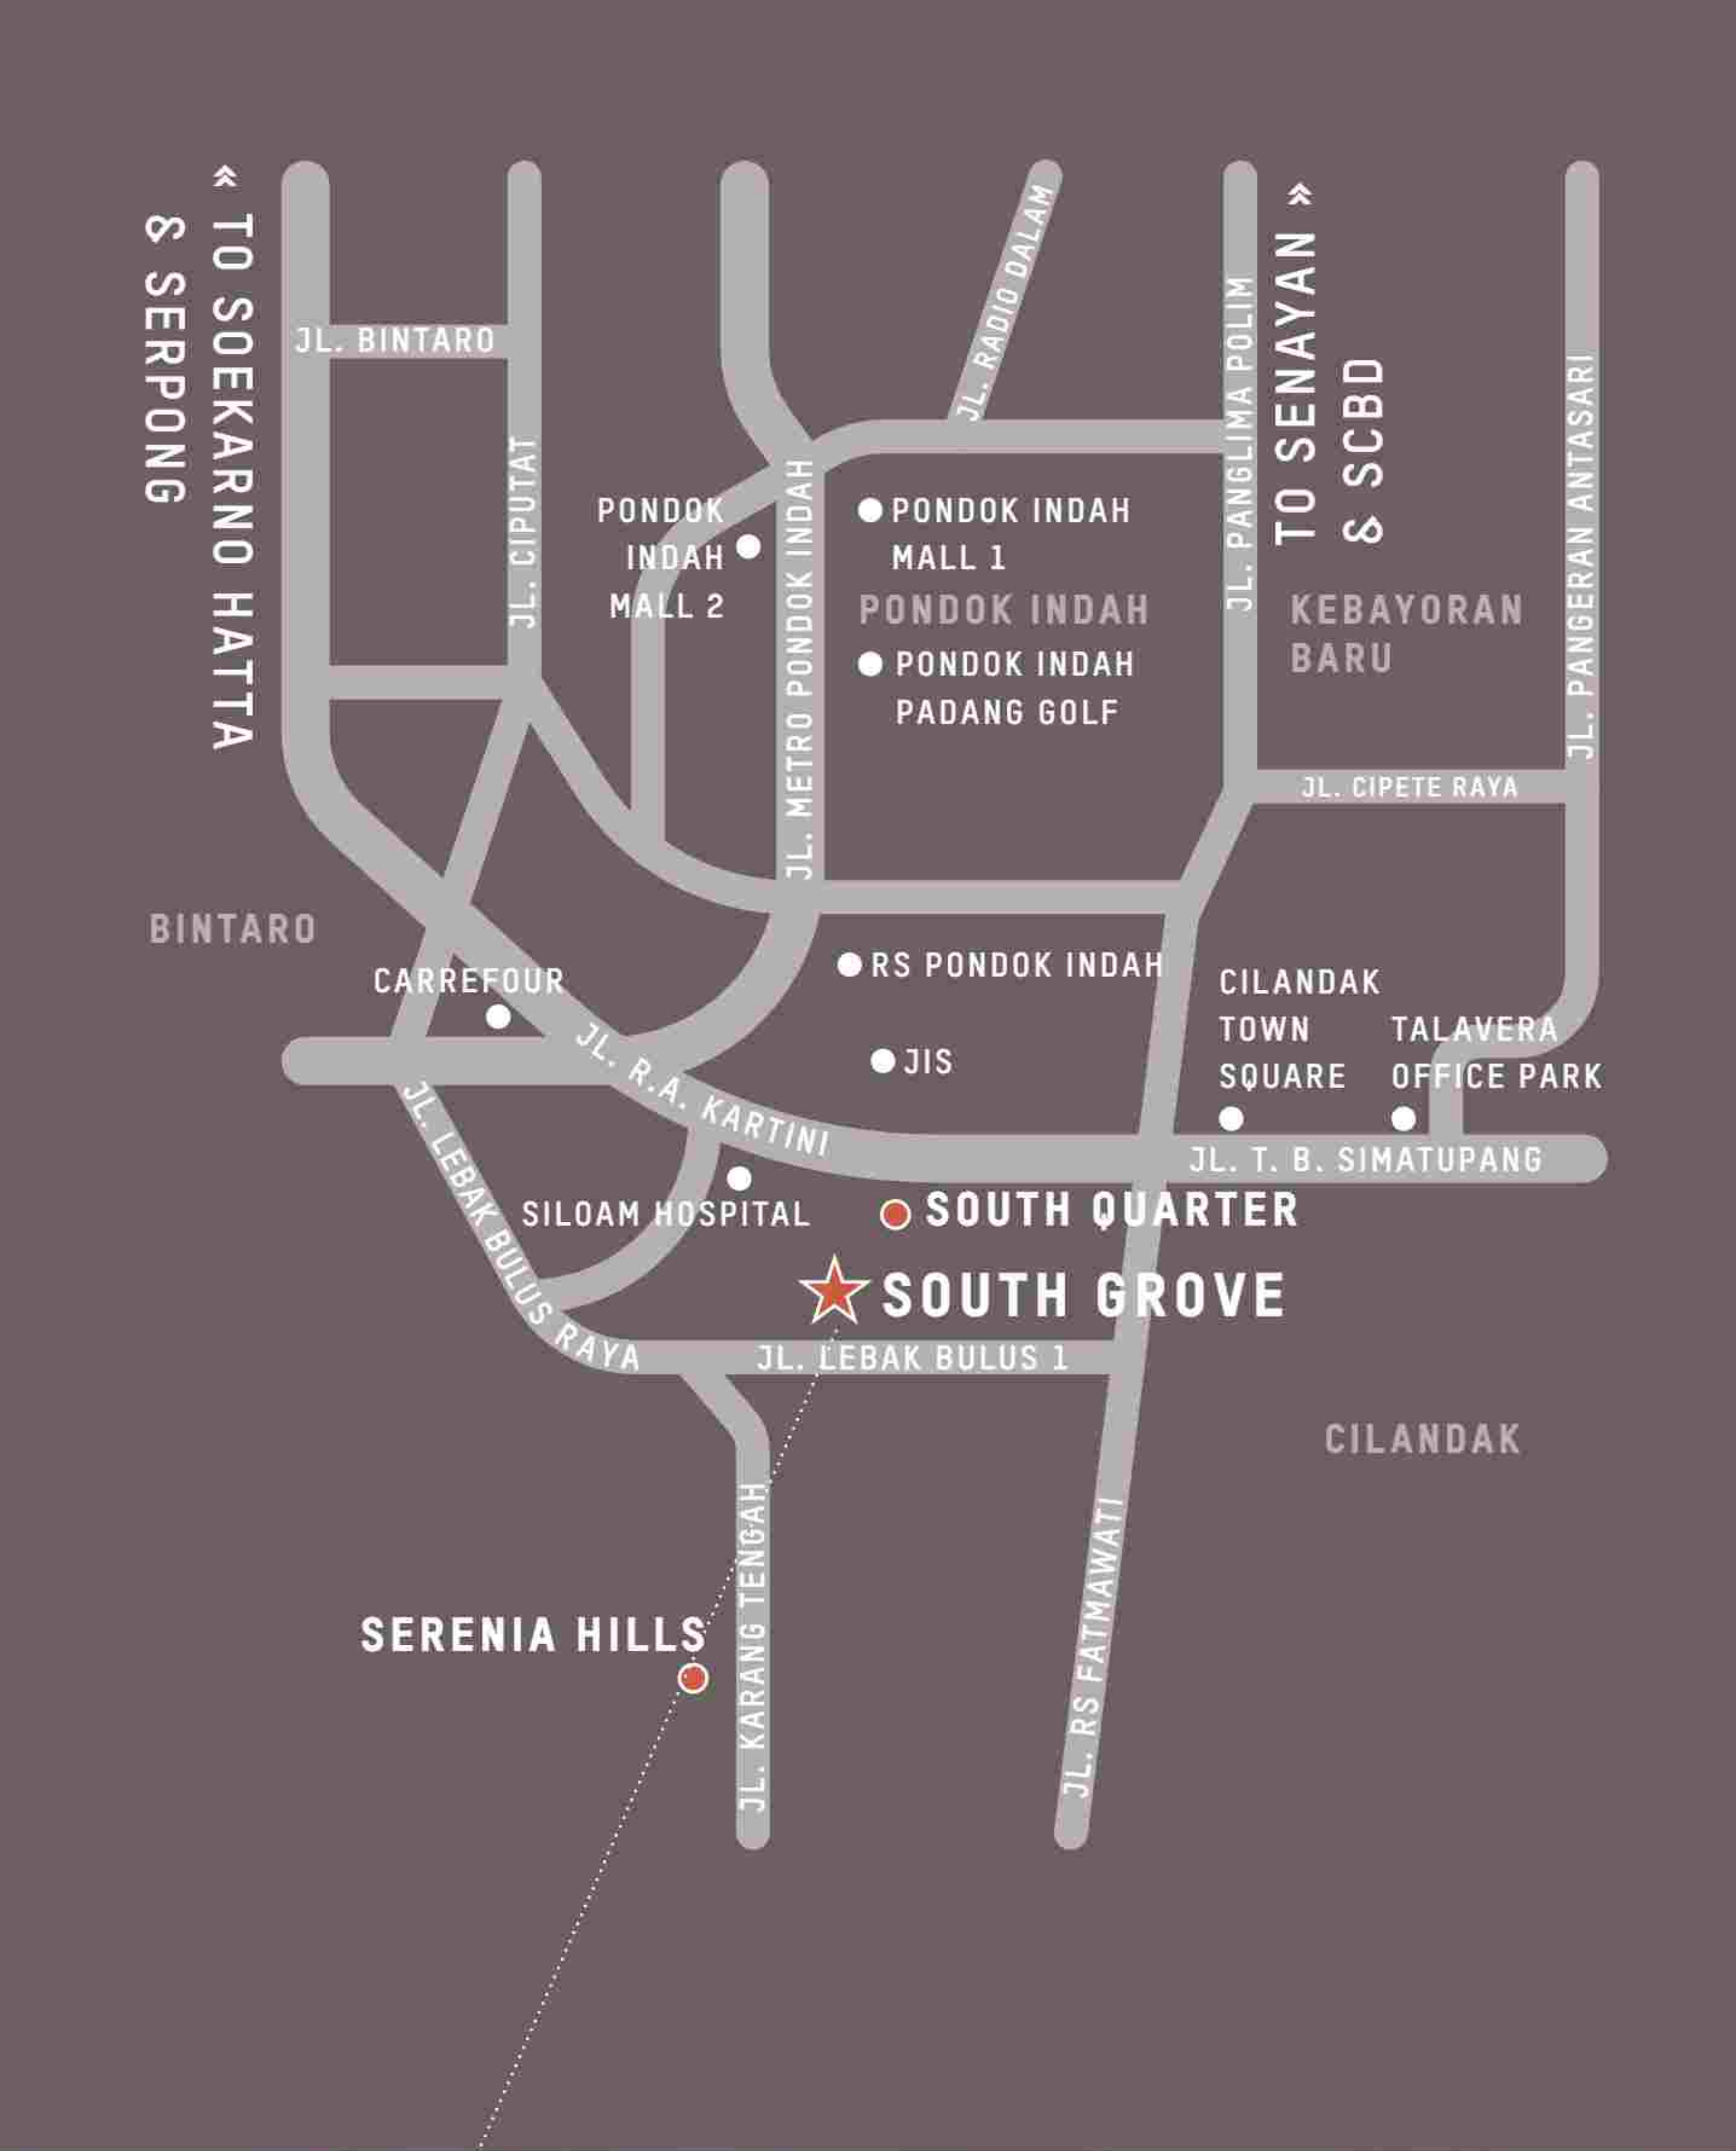 « TO SOEKARNO HATTA
& SERPONG
JL. BINTARO
JL. CIPUTAT
JL. RADIO DALAM
JL. PANGLIMA POLIM
TO SENAYAN »
& SCBD
JL. PANGERAN ANTASARI
PONDOK
INDAH
MALL 2
JL. METRO PONDOK INDAH
PONDOK INDAH
MALL 1
PONDOK INDAH
PONDOK INDAH
PADANG GOLF
KEBAYORAN
BARU
JL. CIPETE RAYA
BINTARO
CARREFOUR
RS PONDOK INDAH
JIS
CILANDAK
TOWN
SQUARE
TALAVERA
OFFICE PARK
JL. R.A. KARTINI
JL. T. B. SIMATUPANG
JL. LEBAK BULUS RAYA
SILOAM HOSPITAL
SOUTH QUARTER
SOUTH GROVE
JL. LEBAK BULUS 1
CILANDAK
JL. KARANG TENGAH
JL. RS FATMAWATI
SERENIA HILLS